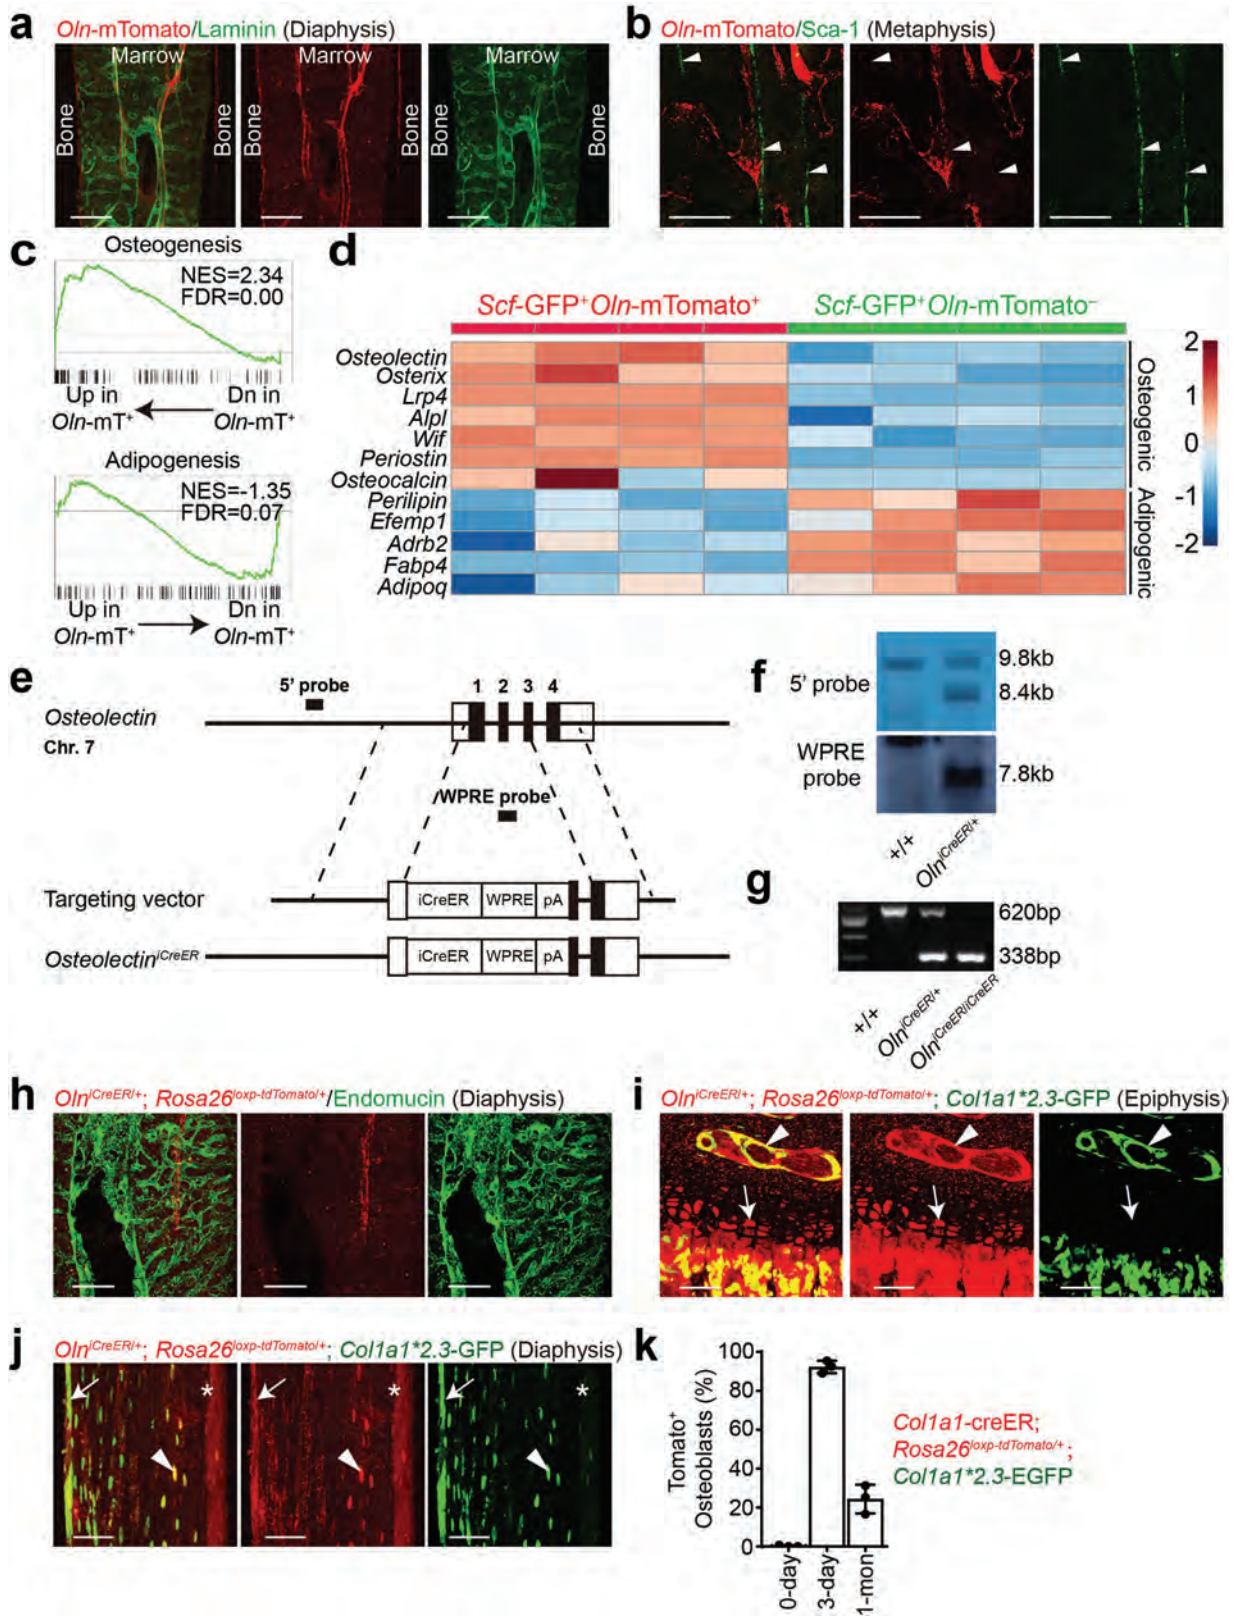 a
Oln-mTomato/Laminin (Diaphysis)
Marrow
Marrow
Marrow
Bone
Bone
Bone
Bone
b
Oln-mTomato/Sca-1 (Metaphysis)
c
Osteogenesis
NES=2.34
FDR=0.00
Up in
Oln-mT+
Dn in
Oln-mT+
Adipogenesis
NES=-1.35
FDR=0.07
Up in
Oln-mT+
Dn in
Oln-mT+
d
Scf-GFP+Oln-mTomato+
Scf-GFP+Oln-mTomato–
Osteolectin
Osterix
Lrp4
Alpl
Wif
Periostin
Osteocalcin
Perilipin
Efemp1
Adrb2
Fabp4
Adipoq
Osteogenic
Adipogenic
2
1
0
-1
-2
e
5' probe
1 2 3 4
Osteolectin
Chr. 7
WPRE probe
Targeting vector
iCreER WPRE pA
OsteolectiniCreER
iCreER WPRE pA
f
5' probe
9.8kb
8.4kb
WPRE
probe
7.8kb
+/+
OlniCreER/+
g
620bp
338bp
+/+
OlniCreER/+
OlniCreER/iCreER
h
OlniCreER/+; Rosa26loxp-tdTomato/+/Endomucin (Diaphysis)
i
OlniCreER/+; Rosa26loxp-tdTomato/+; Col1a1*2.3-GFP (Epiphysis)
j
OlniCreER/+; Rosa26loxp-tdTomato/+; Col1a1*2.3-GFP (Diaphysis)
*
*
*
k
Tomato+
Osteoblasts (%)
100
80
60
40
20
0
0-day
3-day
1-mon
Col1a1-creER;
Rosa26loxp-tdTomato/+;
Col1a1*2.3-EGFP